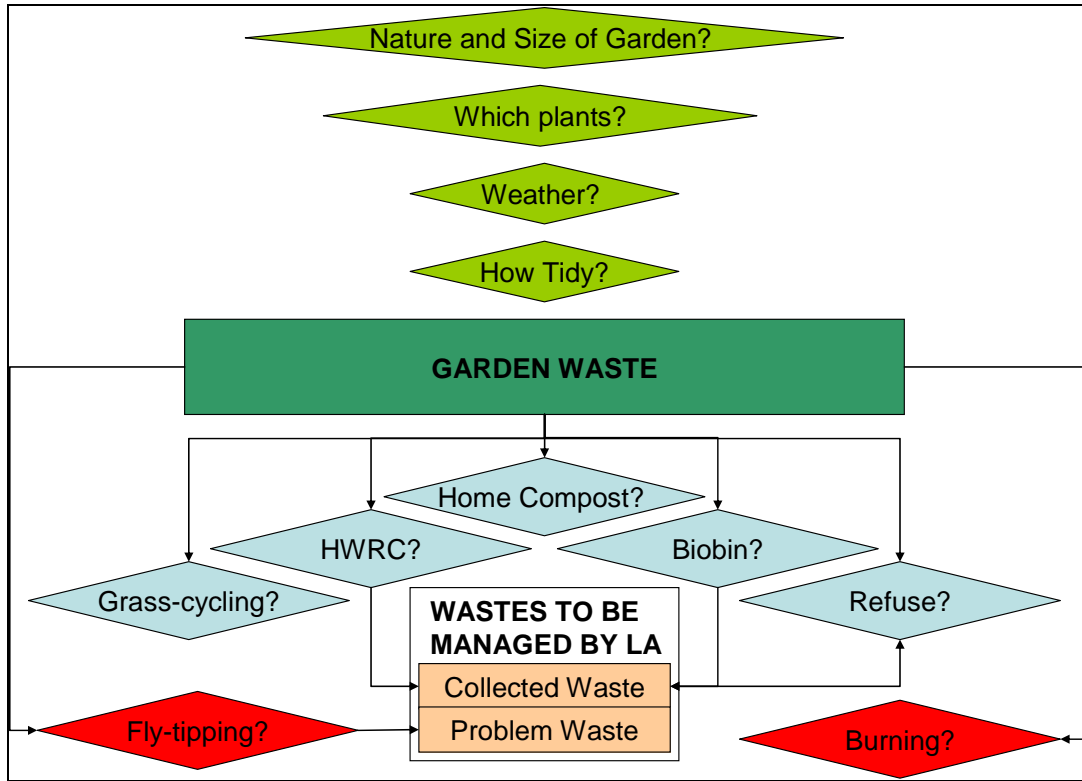 Nature and Size of Garden?
Which plants?
Weather?
How Tidy?
GARDEN WASTE
Home Compost?
HWRC?
Biobin?
Grass-cycling?
Refuse?
WASTES TO BE
MANAGED BY LA
Collected Waste
Problem Waste
Fly-tipping?
Burning?